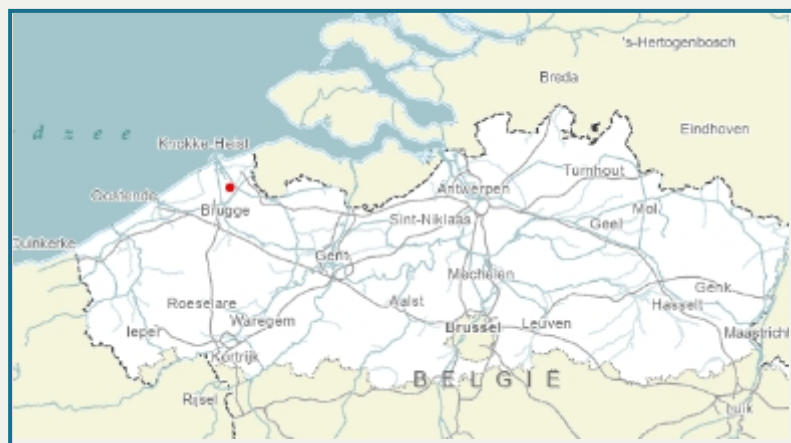 's-Hertogenbosch
Breda
Eindhoven
d z e e
Knokke-Heist
Turnhout
Antwerpen
Oostende
Mol
Brugge
Sint-Niklaas
Geel
Duinkerke
Gent
Mechelen
Genk
Roeselare
Aalst
Hasselt
Waregem
Brussel
Leuven
Ieper
Maastricht
Kortrijk
BELGIË
Rijsel
Luik